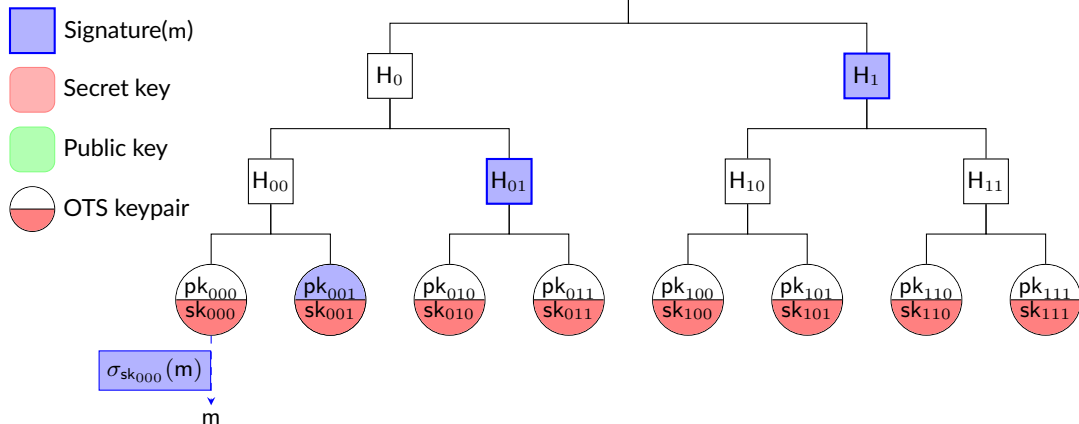 Signature(m)
Secret key
Public key
OTS keypair
H₀ H₁
H₀₀ H₀₁ H₁₀ H₁₁
pk₀₀₀ pk₀₀₁ pk₀₁₀ pk₀₁₁ pk₁₀₀ pk₁₀₁ pk₁₁₀ pk₁₁₁
sk₀₀₀ sk₀₀₁ sk₀₁₀ sk₀₁₁ sk₁₀₀ sk₁₀₁ sk₁₁₀ sk₁₁₁
σ_sk₀₀₀(m)
m